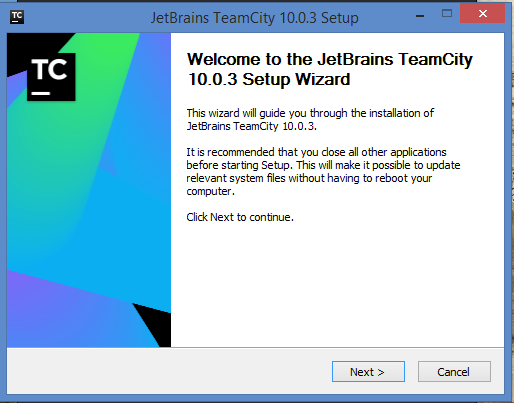 TC JetBrains TeamCity 10.0.3 Setup
TC
Welcome to the JetBrains TeamCity
10.0.3 Setup Wizard
This wizard will guide you through the installation of
JetBrains TeamCity 10.0.3.
It is recommended that you close all other applications
before starting Setup. This will make it possible to update
relevant system files without having to reboot your
computer.
Click Next to continue.
Next > Cancel